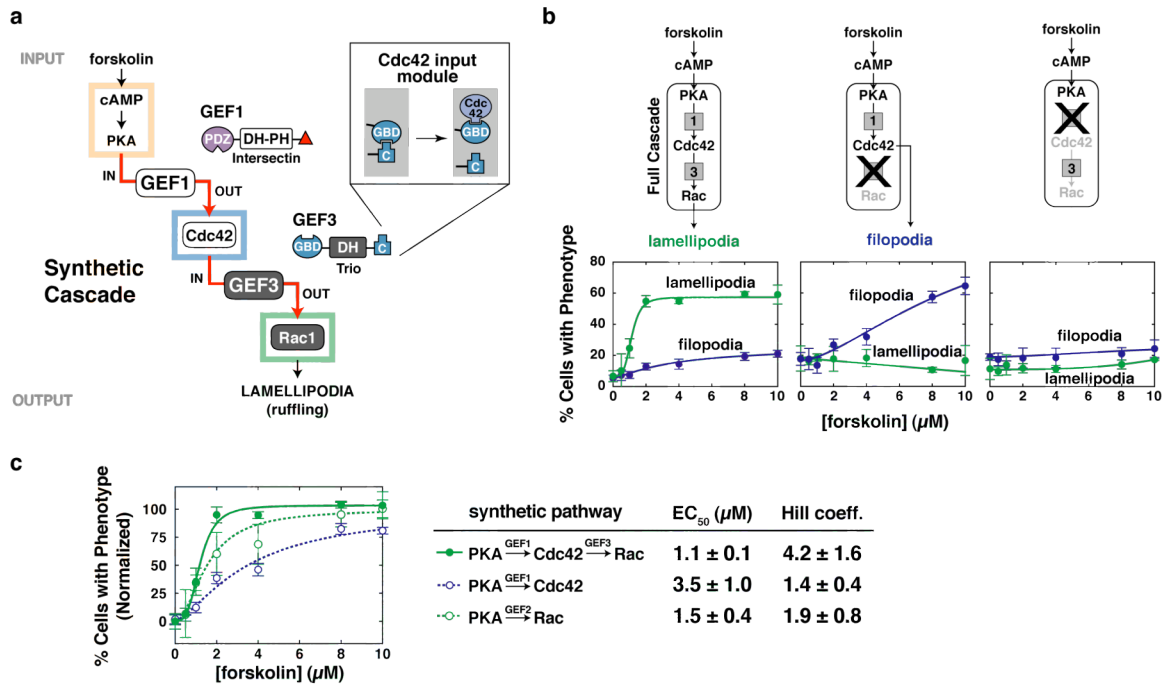 a
INPUT
forskolin
cAMP
PKA
IN
GEF1
OUT
GEF1
PDZ
DH-PH
Intersectin
Cdc42 input
module
GBD
C
Cdc
42
GBD
C
Cdc42
Synthetic
Cascade
IN
GEF3
OUT
GEF3
GBD
DH
C
Trio
Rac1
LAMELLIPODIA
(ruffling)
OUTPUT
b
forskolin
cAMP
Full Cascade
PKA
1
Cdc42
3
Rac
lamellipodia
forskolin
cAMP
PKA
1
Cdc42
Rac
filopodia
forskolin
cAMP
PKA
Cdc42
3
Rac
% Cells with Phenotype
80
60
40
20
0
lamellipodia
filopodia
0 2 4 6 8 10
filopodia
lamellipodia
0 2 4 6 8 10
filopodia
lamellipodia
0 2 4 6 8 10
[forskolin] (µM)
c
% Cells with Phenotype
(Normalized)
100
75
50
25
0
0 2 4 6 8 10
[forskolin] (µM)
synthetic pathway EC50 (µM) Hill coeff.
PKA GEF1→ Cdc42 GEF3→ Rac 1.1 ± 0.1 4.2 ± 1.6
PKA GEF1→ Cdc42 3.5 ± 1.0 1.4 ± 0.4
PKA GEF2→ Rac 1.5 ± 0.4 1.9 ± 0.8